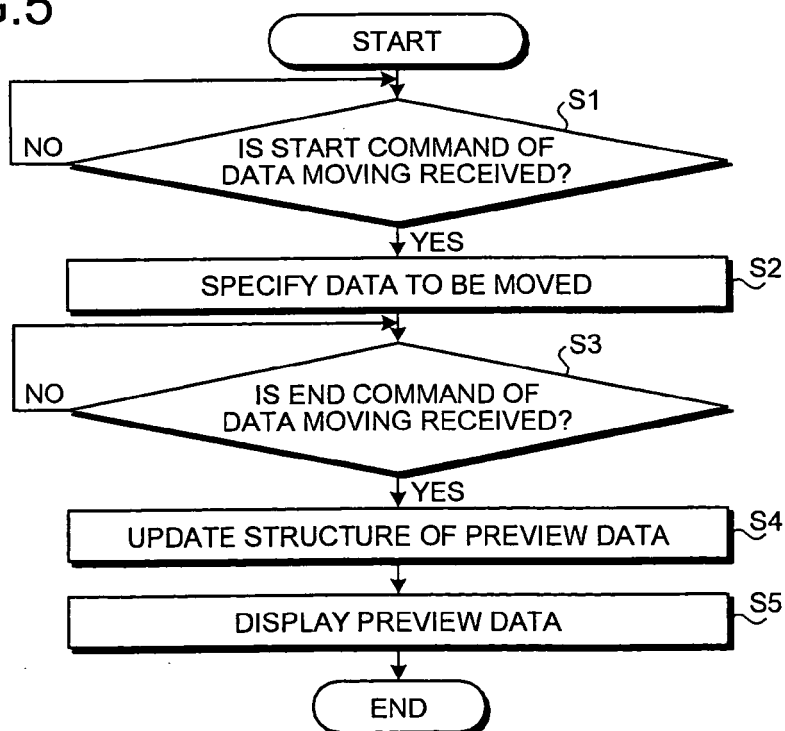 G.5
START
S1
NO
IS START COMMAND OF
DATA MOVING RECEIVED?
YES
SPECIFY DATA TO BE MOVED
S2
S3
NO
IS END COMMAND OF
DATA MOVING RECEIVED?
YES
UPDATE STRUCTURE OF PREVIEW DATA
S4
DISPLAY PREVIEW DATA
S5
END